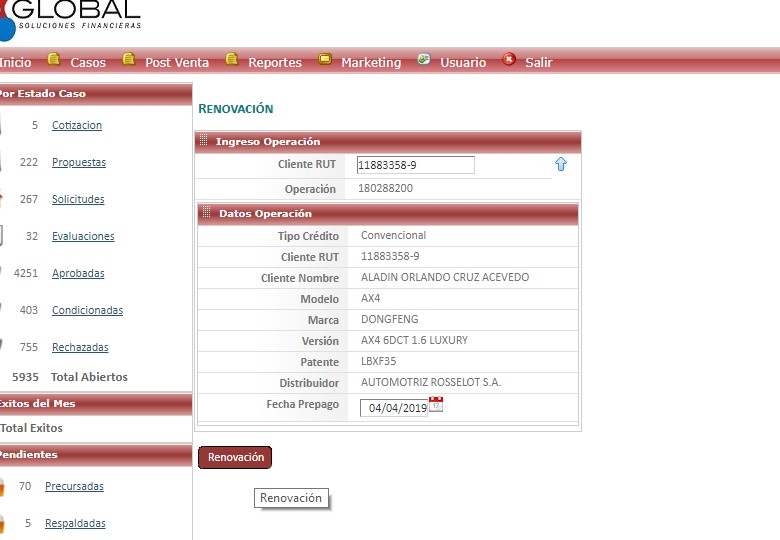 GLOBAL
SOLUCIONES FINANCIERAS
Inicio Casos Post Venta Reportes Marketing Usuario Salir
Por Estado Caso
5 Cotizacion
222 Propuestas
267 Solicitudes
32 Evaluaciones
4251 Aprobadas
403 Condicionadas
755 Rechazadas
5935 Total Abiertos
Exitos del Mes
Total Exitos
Pendientes
70 Precursadas
5 Respaldadas
RENOVACIÓN
Ingreso Operación
Cliente RUT 11883358-9
Operación 180288200
Datos Operación
Tipo Crédito Convencional
Cliente RUT 11883358-9
Cliente Nombre ALADIN ORLANDO CRUZ ACEVEDO
Modelo AX4
Marca DONGFENG
Versión AX4 6DCT 1.6 LUXURY
Patente LBXF35
Distribuidor AUTOMOTRIZ ROSSELOT S.A.
Fecha Prepago 04/04/2019
Renovación
Renovación